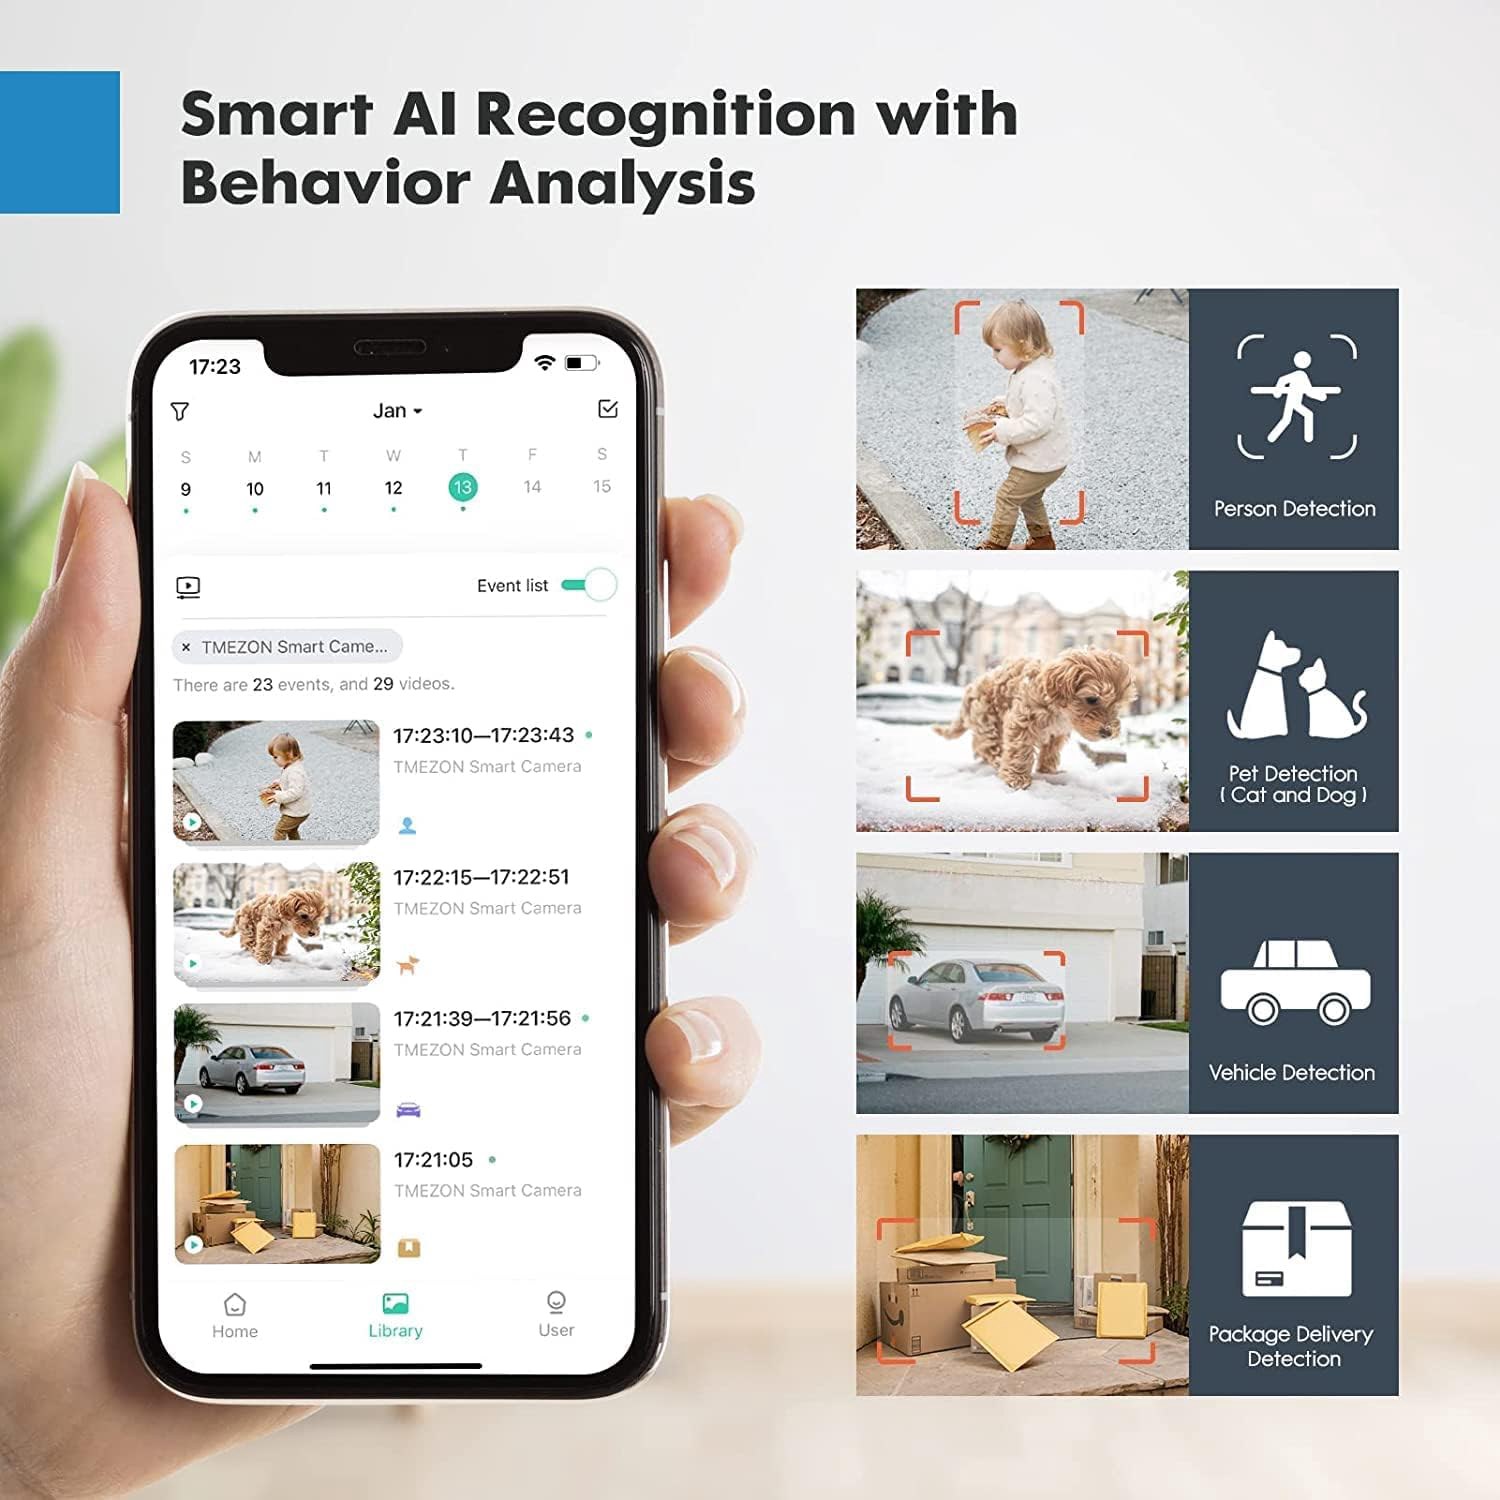 Smart AI Recognition with
Behavior Analysis
17:23
Jan
S M T W T F S
9 10 11 12 13 14 15
Event list
× TMEZON Smart Came...
There are 23 events, and 29 videos.
17:23:10—17:23:43
TMEZON Smart Camera
17:22:15—17:22:51
TMEZON Smart Camera
17:21:39—17:21:56
TMEZON Smart Camera
17:21:05
TMEZON Smart Camera
Home
Library
User
Person Detection
Pet Detection
( Cat and Dog )
Vehicle Detection
Package Delivery
Detection